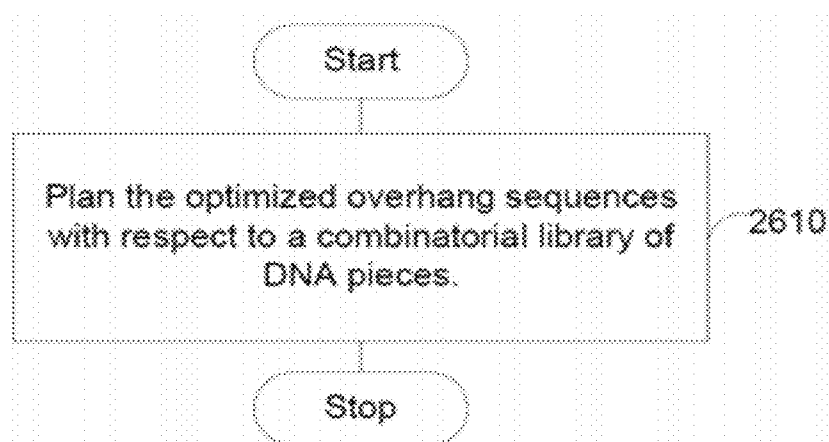 Start
Plan the optimized overhang sequences
with respect to a combinatorial library of
DNA pieces.
2610
Stop